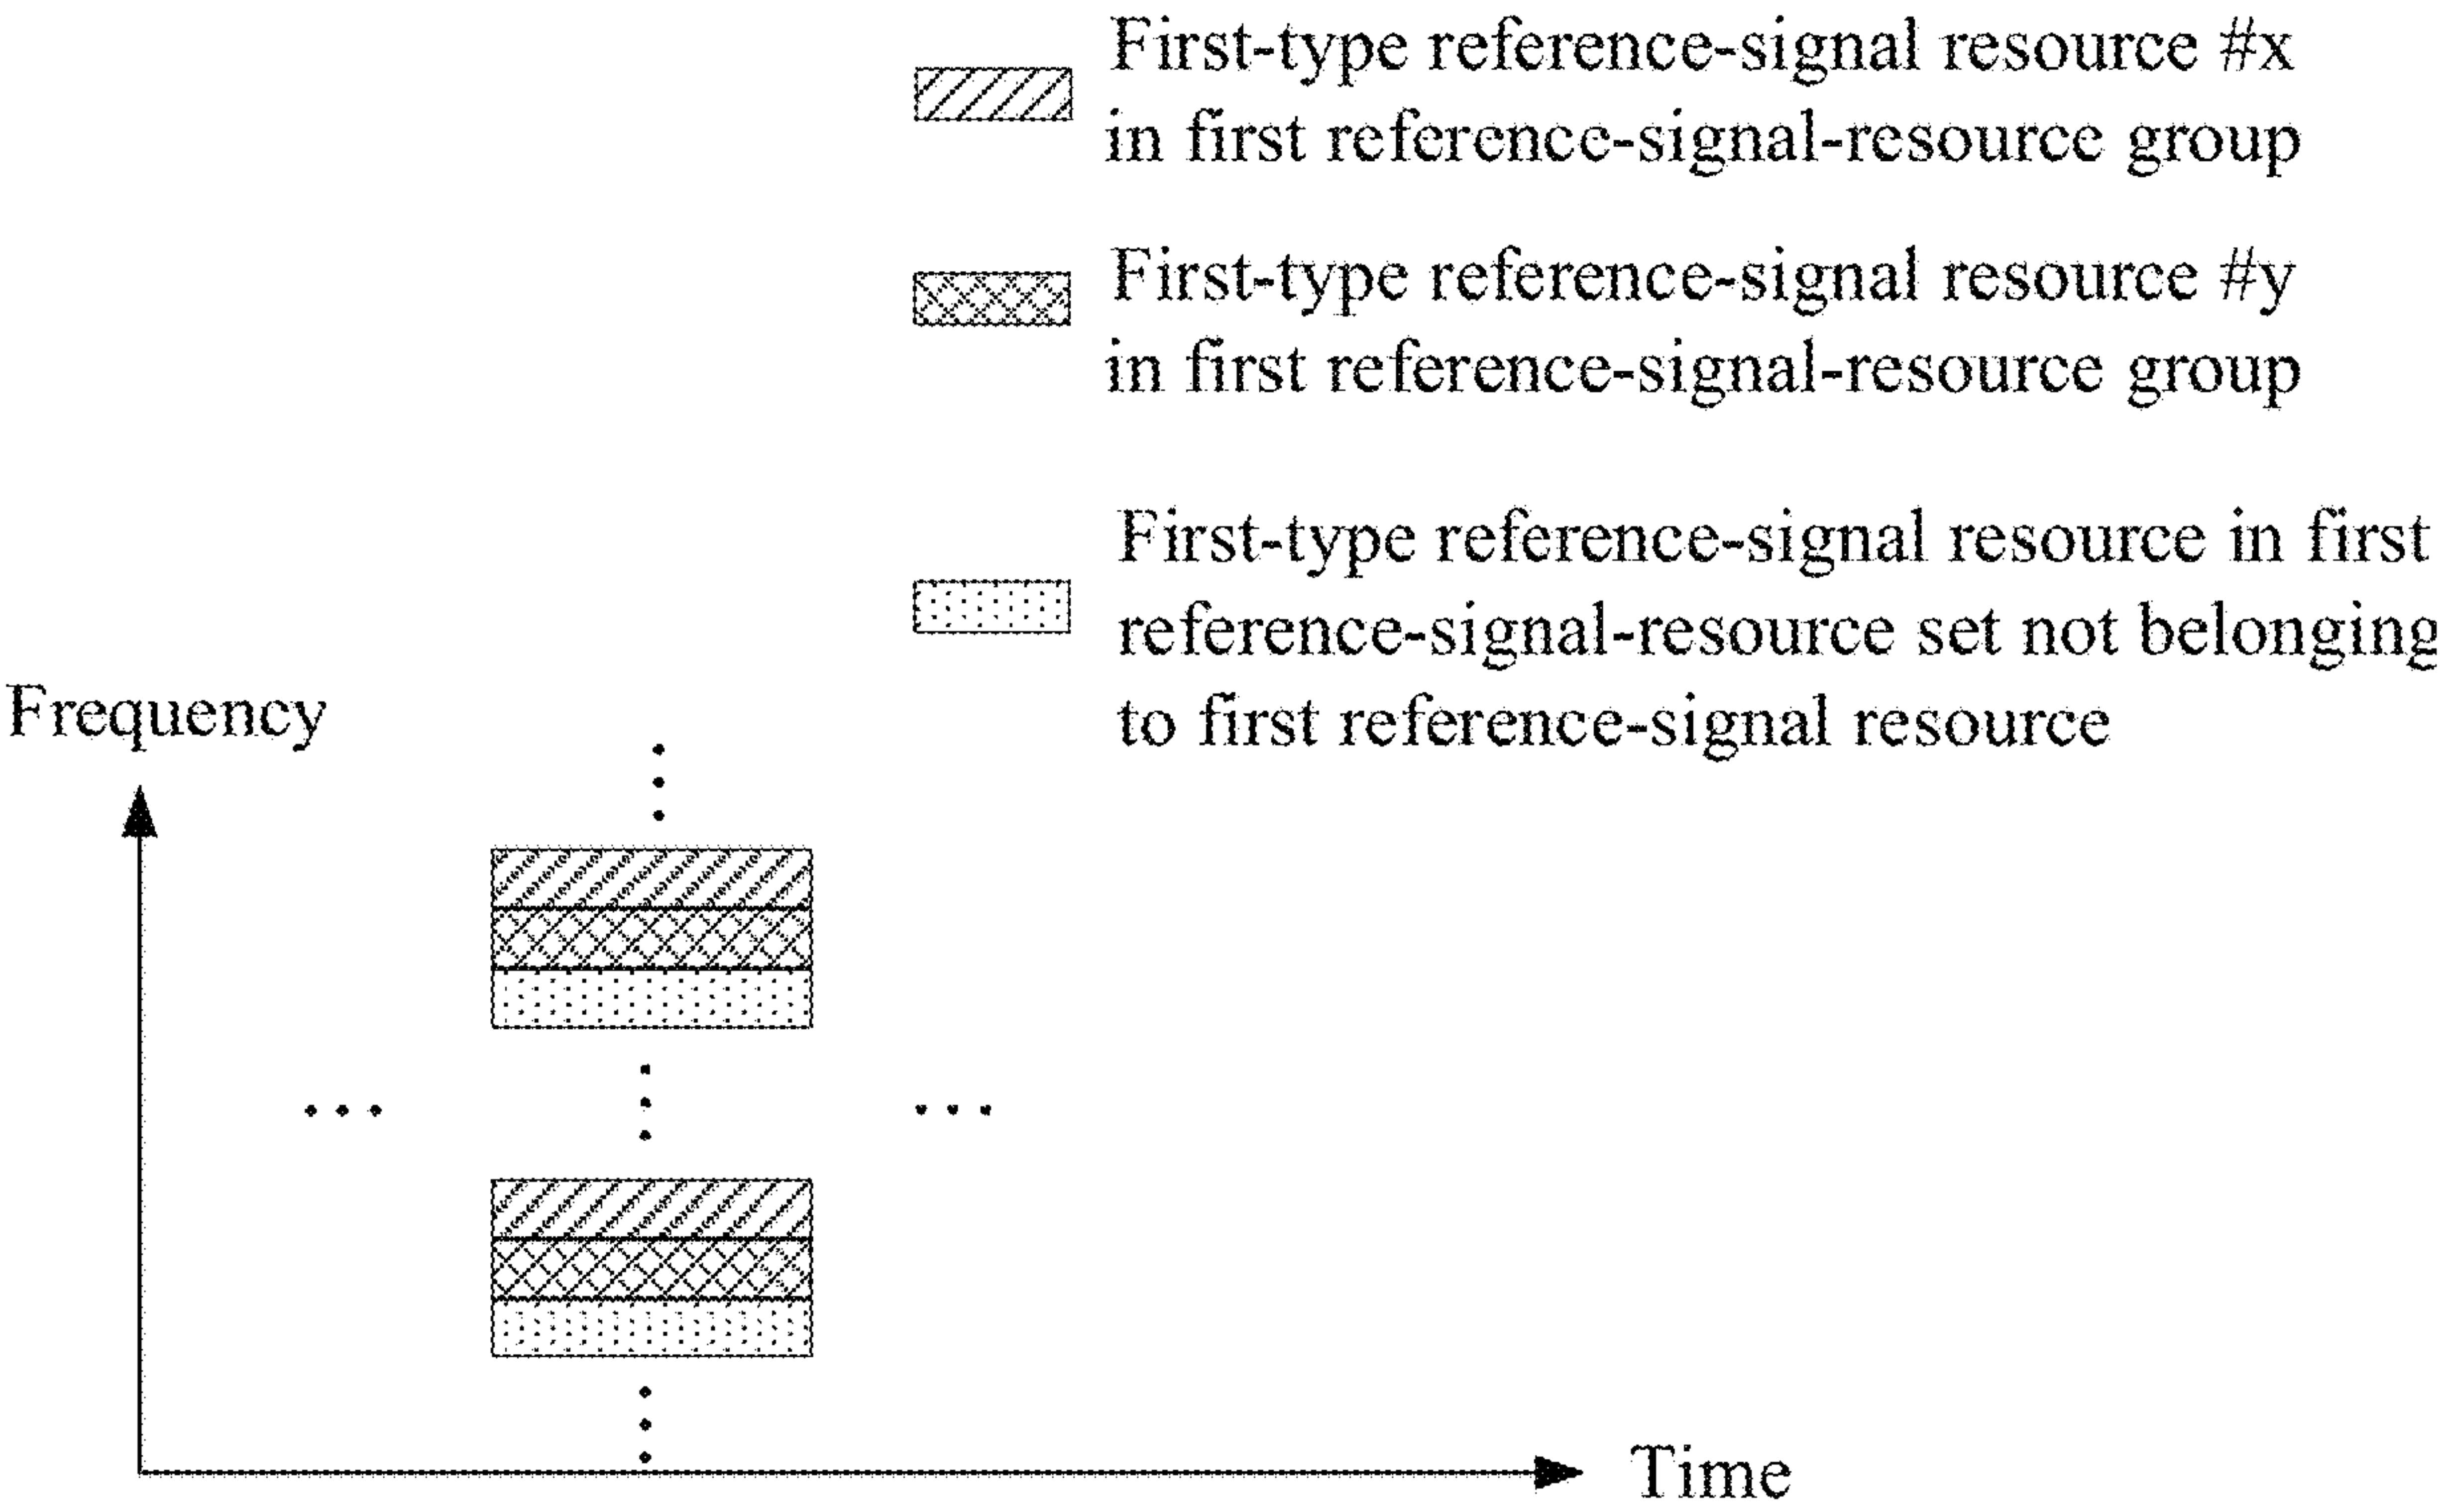 First-type reference-signal resource #x
in first reference-signal-resource group
First-type reference-signal resource #y
in first reference-signal-resource group
First-type reference-signal resource in first
reference-signal-resource set not belonging
to first reference-signal resource
Frequency
Time